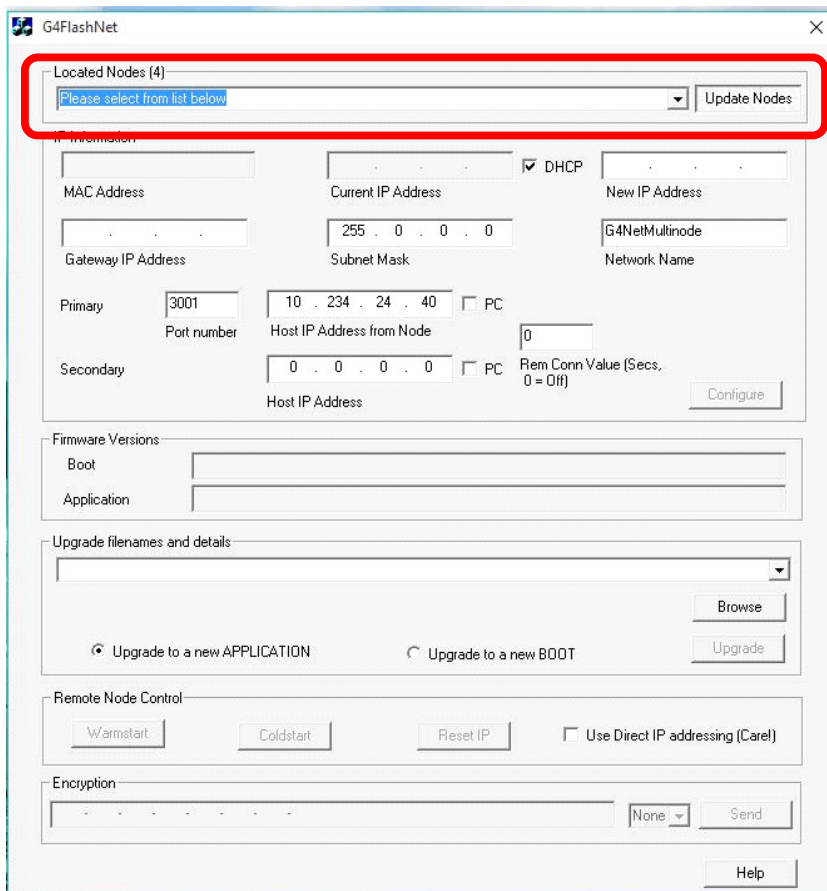 G4FlashNet
Located Nodes (4)
Please select from list below Update Nodes
IP Information
. . . DHCP . . .
MAC Address Current IP Address New IP Address
. . . 255 . 0 . 0 . 0 G4NetMultinode
Gateway IP Address Subnet Mask Network Name
Primary 3001 10 . 234 . 24 . 40 PC
Port number Host IP Address from Node
0
Secondary 0 . 0 . 0 . 0 PC Rem Conn Value (Secs,
0 = Off)
Host IP Address Configure
Firmware Versions
Boot
Application
Upgrade filenames and details
Browse
Upgrade to a new APPLICATION Upgrade to a new BOOT Upgrade
Remote Node Control
Warmstart Coldstart Reset IP Use Direct IP addressing (Care!)
Encryption
- - - - - - - None Send
Help